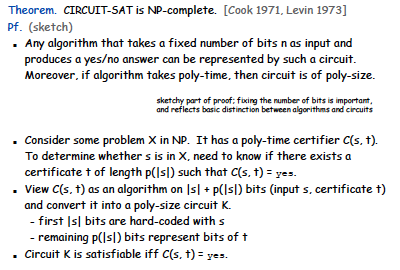 Theorem. CIRCUIT-SAT is NP-complete. [Cook 1971, Levin 1973]
Pf. (sketch)
▪ Any algorithm that takes a fixed number of bits n as input and
produces a yes/no answer can be represented by such a circuit.
Moreover, if algorithm takes poly-time, then circuit is of poly-size.
sketchy part of proof; fixing the number of bits is important,
and reflects basic distinction between algorithms and circuits
▪ Consider some problem X in NP. It has a poly-time certifier C(s, t).
To determine whether s is in X, need to know if there exists a
certificate t of length p(|s|) such that C(s, t) = yes.
▪ View C(s, t) as an algorithm on |s| + p(|s|) bits (input s, certificate t)
and convert it into a poly-size circuit K.
- first |s| bits are hard-coded with s
- remaining p(|s|) bits represent bits of t
▪ Circuit K is satisfiable iff C(s, t) = yes.